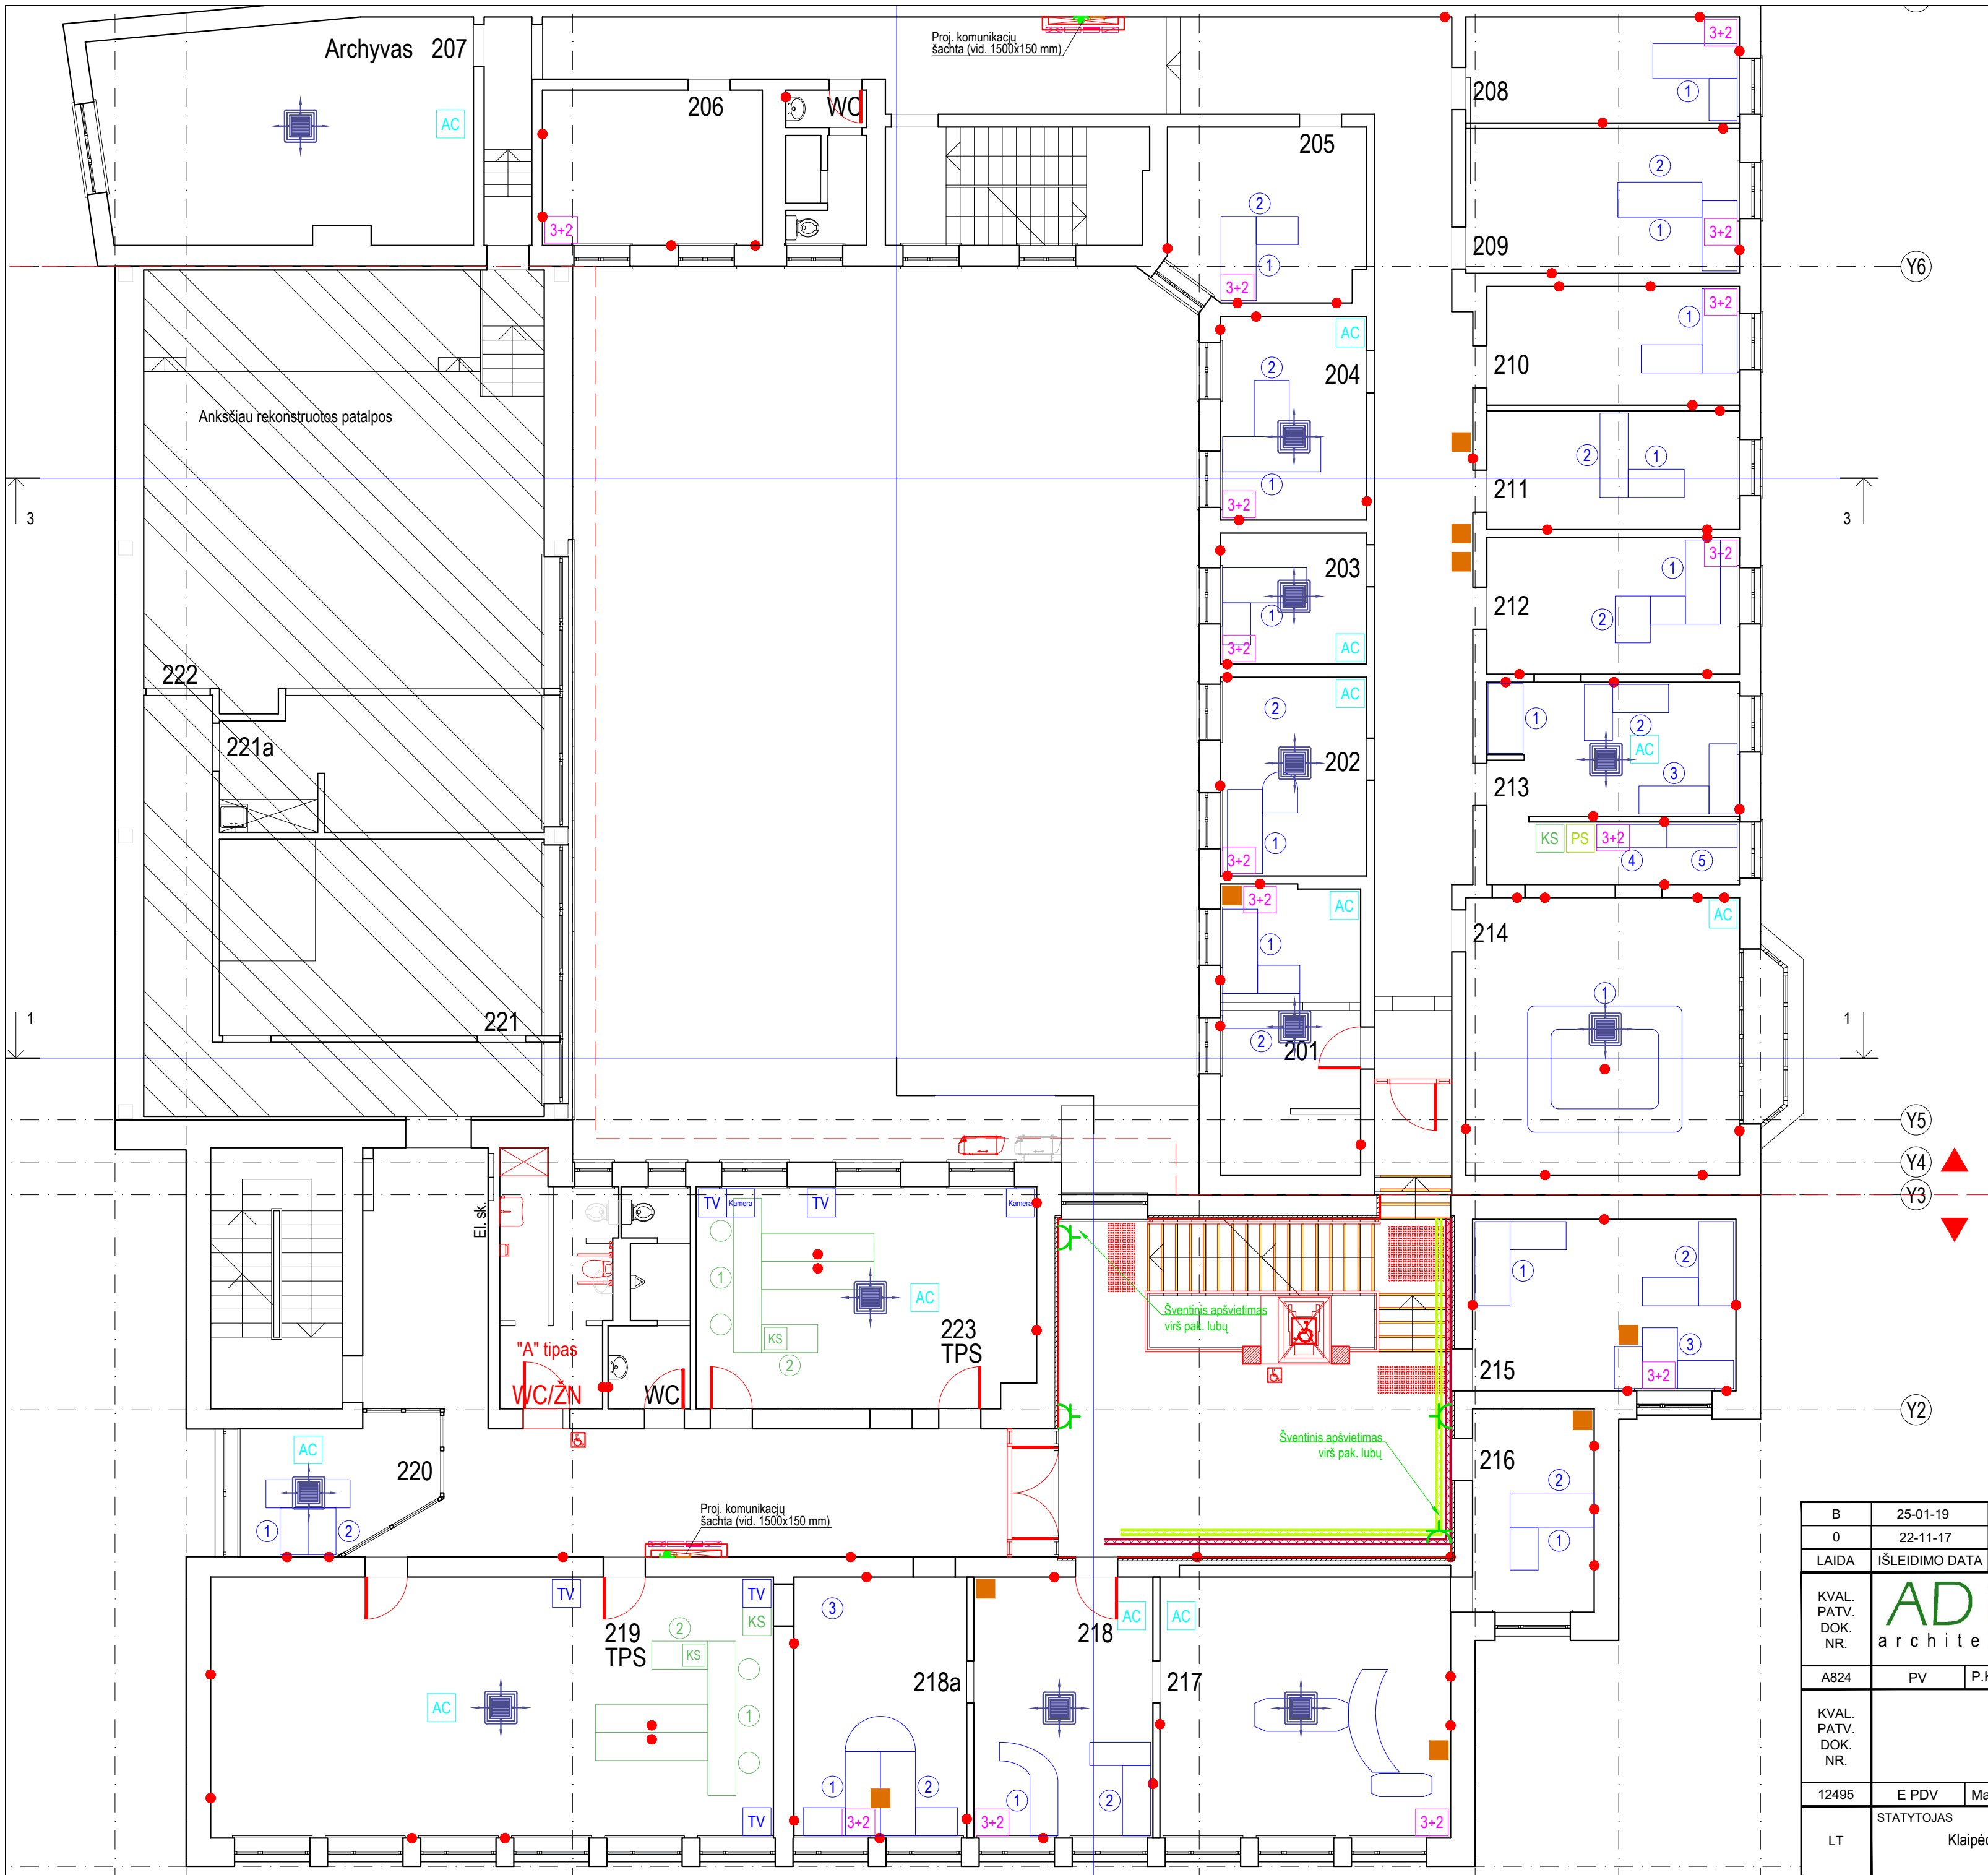 Archyvas 207
AC
206
3+2
WC
Proj. komunikacijų
šachta (vid. 1500x150 mm)
205
2
1
3+2
208
3+2
1
209
2
1
3+2
Y6
210
3+2
1
211
2
1
212
3+2
1
2
213
1
2
AC
3
KS
PS
3+2
4
5
214
AC
1
204
AC
2
1
3+2
203
1
3+2
AC
202
AC
2
1
3+2
201
3+2
AC
1
2
Anksčiau rekonstruotos patalpos
222
221a
221
3
3
1
1
Y5
Y4
Y3
Y2
El. sk.
"A" tipas
WC/ŽN
WC
TV
Kamera
TV
Kamera
1
KS
2
AC
223
TPS
Šventinis apšvietimas
virš pak. lubų
Šventinis apšvietimas
virš pak. lubų
215
1
2
3
3+2
216
2
1
220
AC
1
2
Proj. komunikacijų
šachta (vid. 1500x150 mm)
219
TPS
TV
TV
KS
2
KS
1
AC
TV
218a
3
1
3+2
2
218
AC
1
3+2
2
217
AC
3+2
B
25-01-19
0
22-11-17
LAIDA
IŠLEIDIMO DATA
KVAL.
PATV.
DOK.
NR.
AD
archite
A824
PV
KVAL.
PATV.
DOK.
NR.
12495
E PDV
Ma
LT
STATYTOJAS
Klaipė